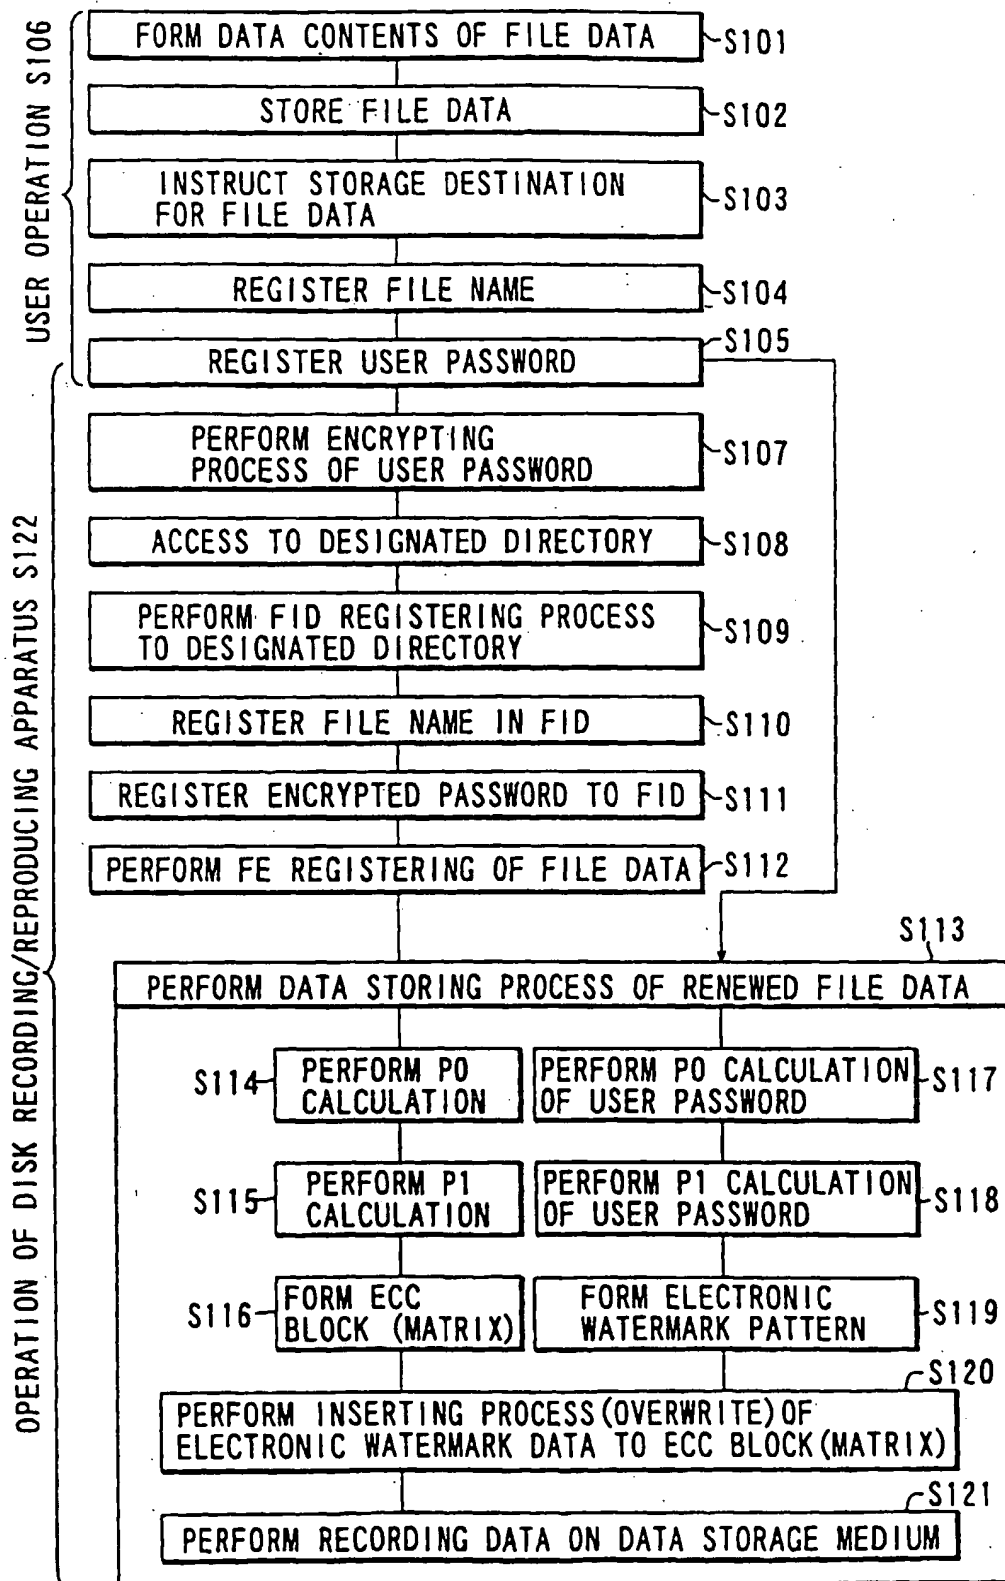 USER OPERATION S106
FORM DATA CONTENTS OF FILE DATA
S101
STORE FILE DATA
S102
INSTRUCT STORAGE DESTINATION
FOR FILE DATA
S103
REGISTER FILE NAME
S104
REGISTER USER PASSWORD
S105
OPERATION OF DISK RECORDING/REPRODUCING APPARATUS S122
PERFORM ENCRYPTING
PROCESS OF USER PASSWORD
S107
ACCESS TO DESIGNATED DIRECTORY
S108
PERFORM FID REGISTERING PROCESS
TO DESIGNATED DIRECTORY
S109
REGISTER FILE NAME IN FID
S110
REGISTER ENCRYPTED PASSWORD TO FID
S111
PERFORM FE REGISTERING OF FILE DATA
S112
S113
PERFORM DATA STORING PROCESS OF RENEWED FILE DATA
S114
PERFORM P0
CALCULATION
PERFORM P0 CALCULATION
OF USER PASSWORD
S117
S115
PERFORM P1
CALCULATION
PERFORM P1 CALCULATION
OF USER PASSWORD
S118
S116
FORM ECC
BLOCK (MATRIX)
FORM ELECTRONIC
WATERMARK PATTERN
S119
S120
PERFORM INSERTING PROCESS(OVERWRITE)OF
ELECTRONIC WATERMARK DATA TO ECC BLOCK(MATRIX)
S121
PERFORM RECORDING DATA ON DATA STORAGE MEDIUM